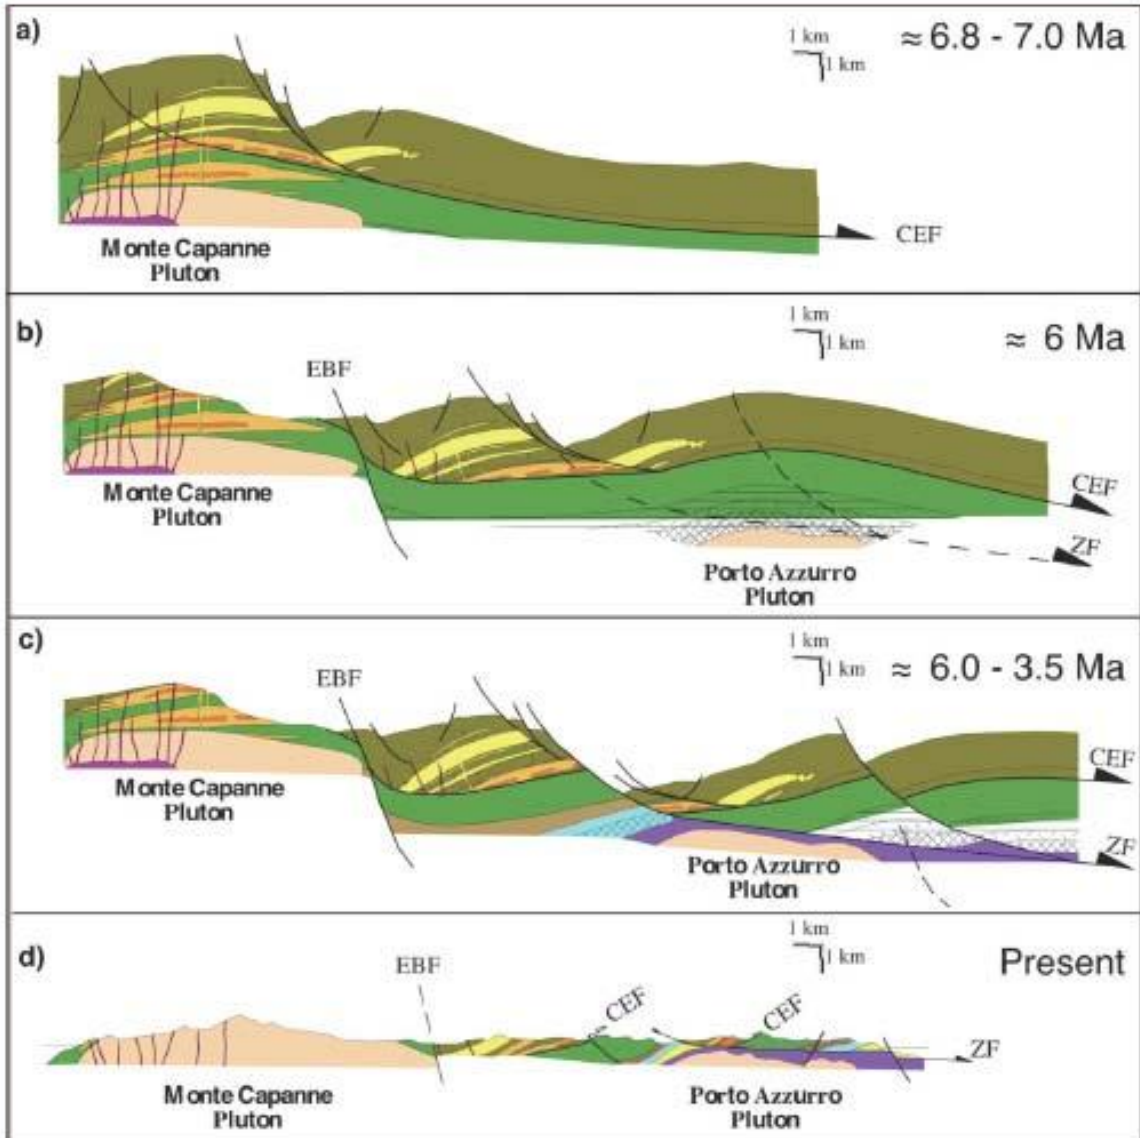 a)
1 km
1 km
≈ 6.8 - 7.0 Ma
CEF
Monte Capanne
Pluton
b)
1 km
1 km
≈ 6 Ma
EBF
CEF
ZF
Monte Capanne
Pluton
Porto Azzurro
Pluton
c)
1 km
1 km
≈ 6.0 - 3.5 Ma
EBF
CEF
ZF
Monte Capanne
Pluton
Porto Azzurro
Pluton
d)
1 km
1 km
Present
EBF
CEF
CEF
ZF
Monte Capanne
Pluton
Porto Azzurro
Pluton